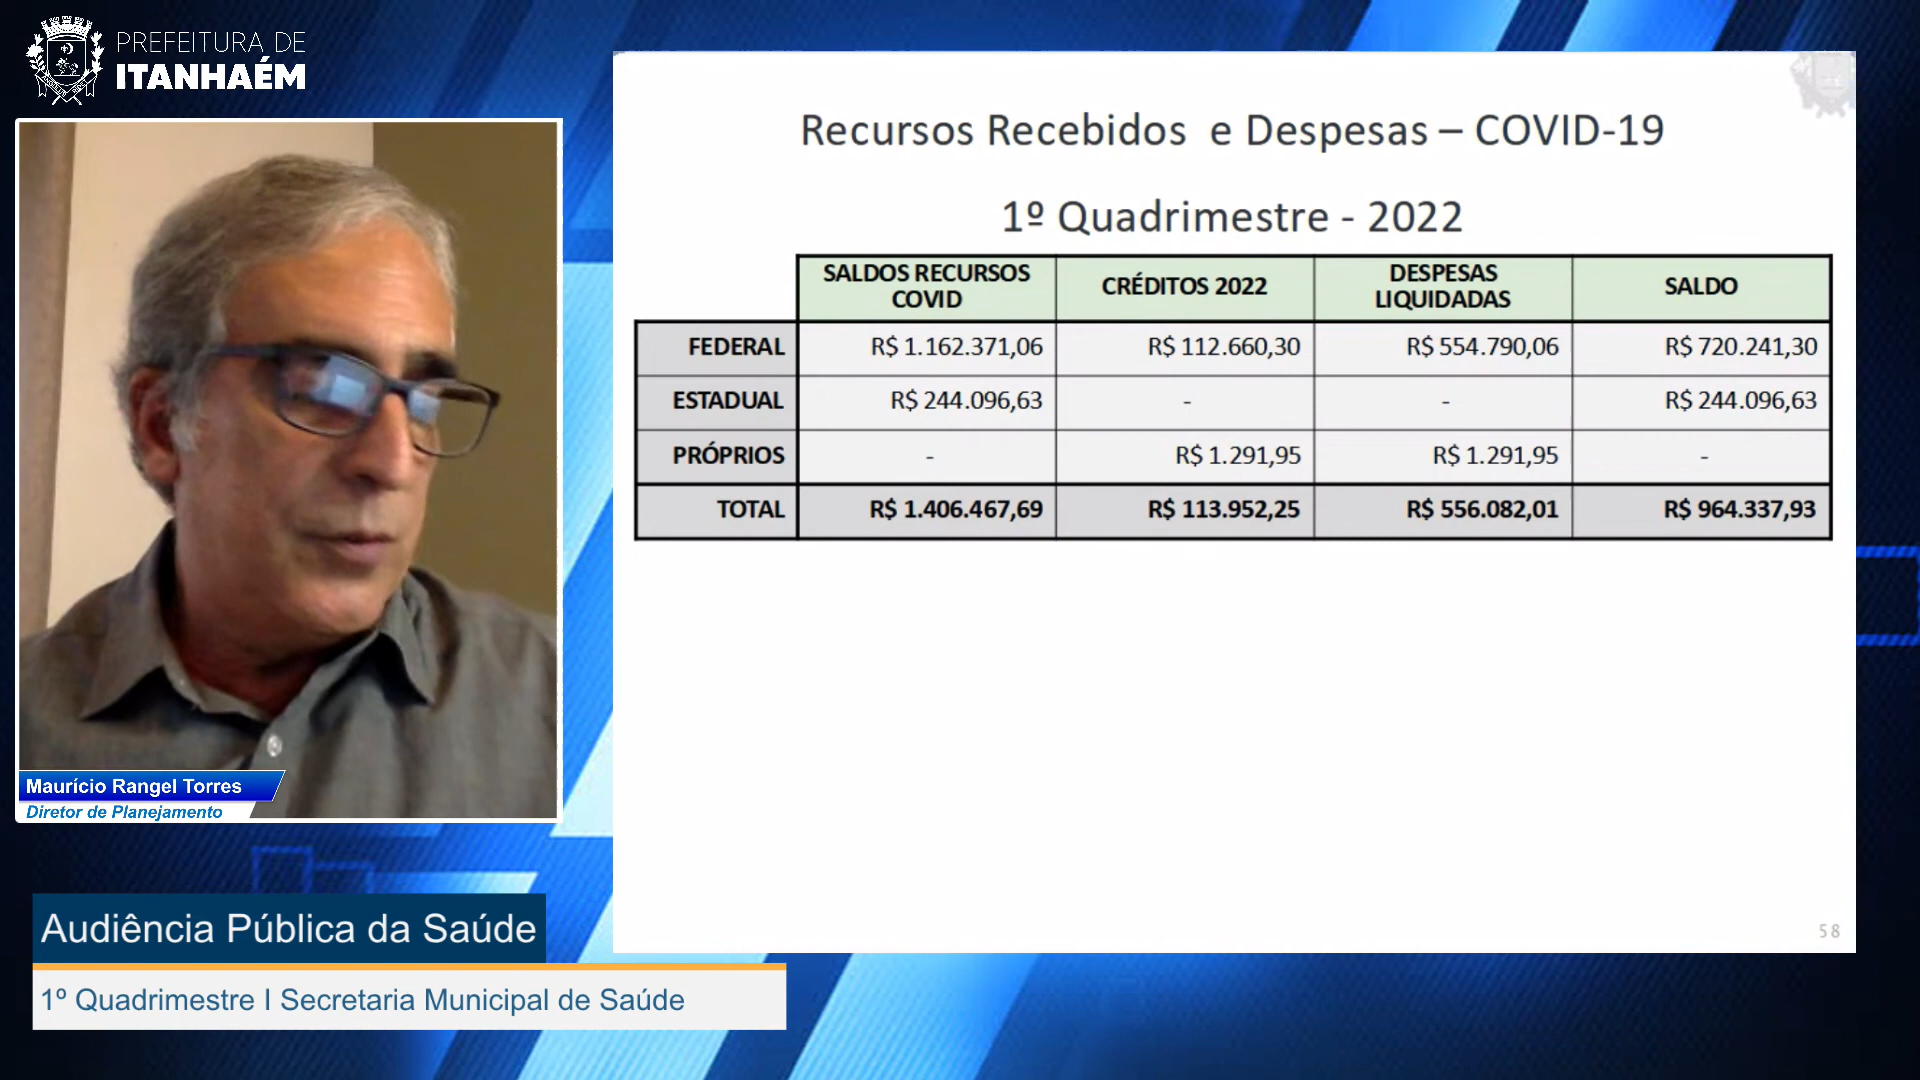 PREFEITURA DE
ITANHAÉM
Recursos Recebidos e Despesas – COVID-19
1º Quadrimestre - 2022
SALDOS RECURSOS COVID CRÉDITOS 2022 DESPESAS LIQUIDADAS SALDO
FEDERAL R$ 1.162.371,06 R$ 112.660,30 R$ 554.790,06 R$ 720.241,30
ESTADUAL R$ 244.096,63 - - R$ 244.096,63
PRÓPRIOS - R$ 1.291,95 R$ 1.291,95 -
TOTAL R$ 1.406.467,69 R$ 113.952,25 R$ 556.082,01 R$ 964.337,93
58
Maurício Rangel Torres
Diretor de Planejamento
Audiência Pública da Saúde
1º Quadrimestre I Secretaria Municipal de Saúde